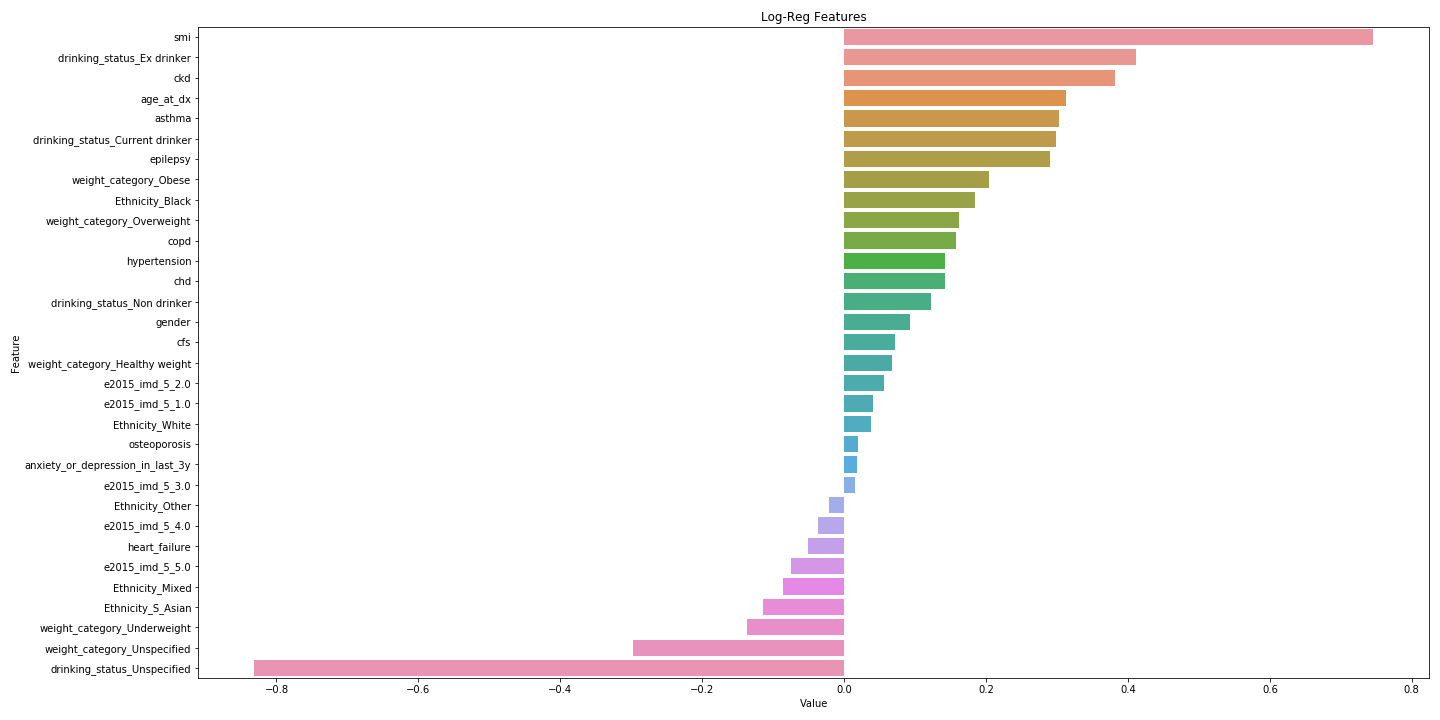 Log-Reg Features
smi
drinking_status_Ex drinker
ckd
age_at_dx
asthma
drinking_status_Current drinker
epilepsy
weight_category_Obese
Ethnicity_Black
weight_category_Overweight
copd
hypertension
chd
drinking_status_Non drinker
gender
cfs
weight_category_Healthy weight
e2015_imd_5_2.0
e2015_imd_5_1.0
Ethnicity_White
osteoporosis
anxiety_or_depression_in_last_3y
e2015_imd_5_3.0
Ethnicity_Other
e2015_imd_5_4.0
heart_failure
e2015_imd_5_5.0
Ethnicity_Mixed
Ethnicity_S_Asian
weight_category_Underweight
weight_category_Unspecified
drinking_status_Unspecified
Feature
−0.8 −0.6 −0.4 −0.2 0.0 0.2 0.4 0.6 0.8
Value